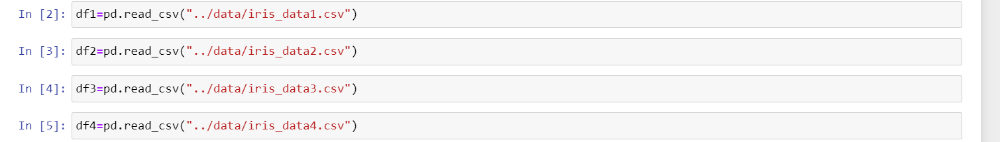 In [2]: df1=pd.read_csv("../data/iris_data1.csv")
In [3]: df2=pd.read_csv("../data/iris_data2.csv")
In [4]: df3=pd.read_csv("../data/iris_data3.csv")
In [5]: df4=pd.read_csv("../data/iris_data4.csv")